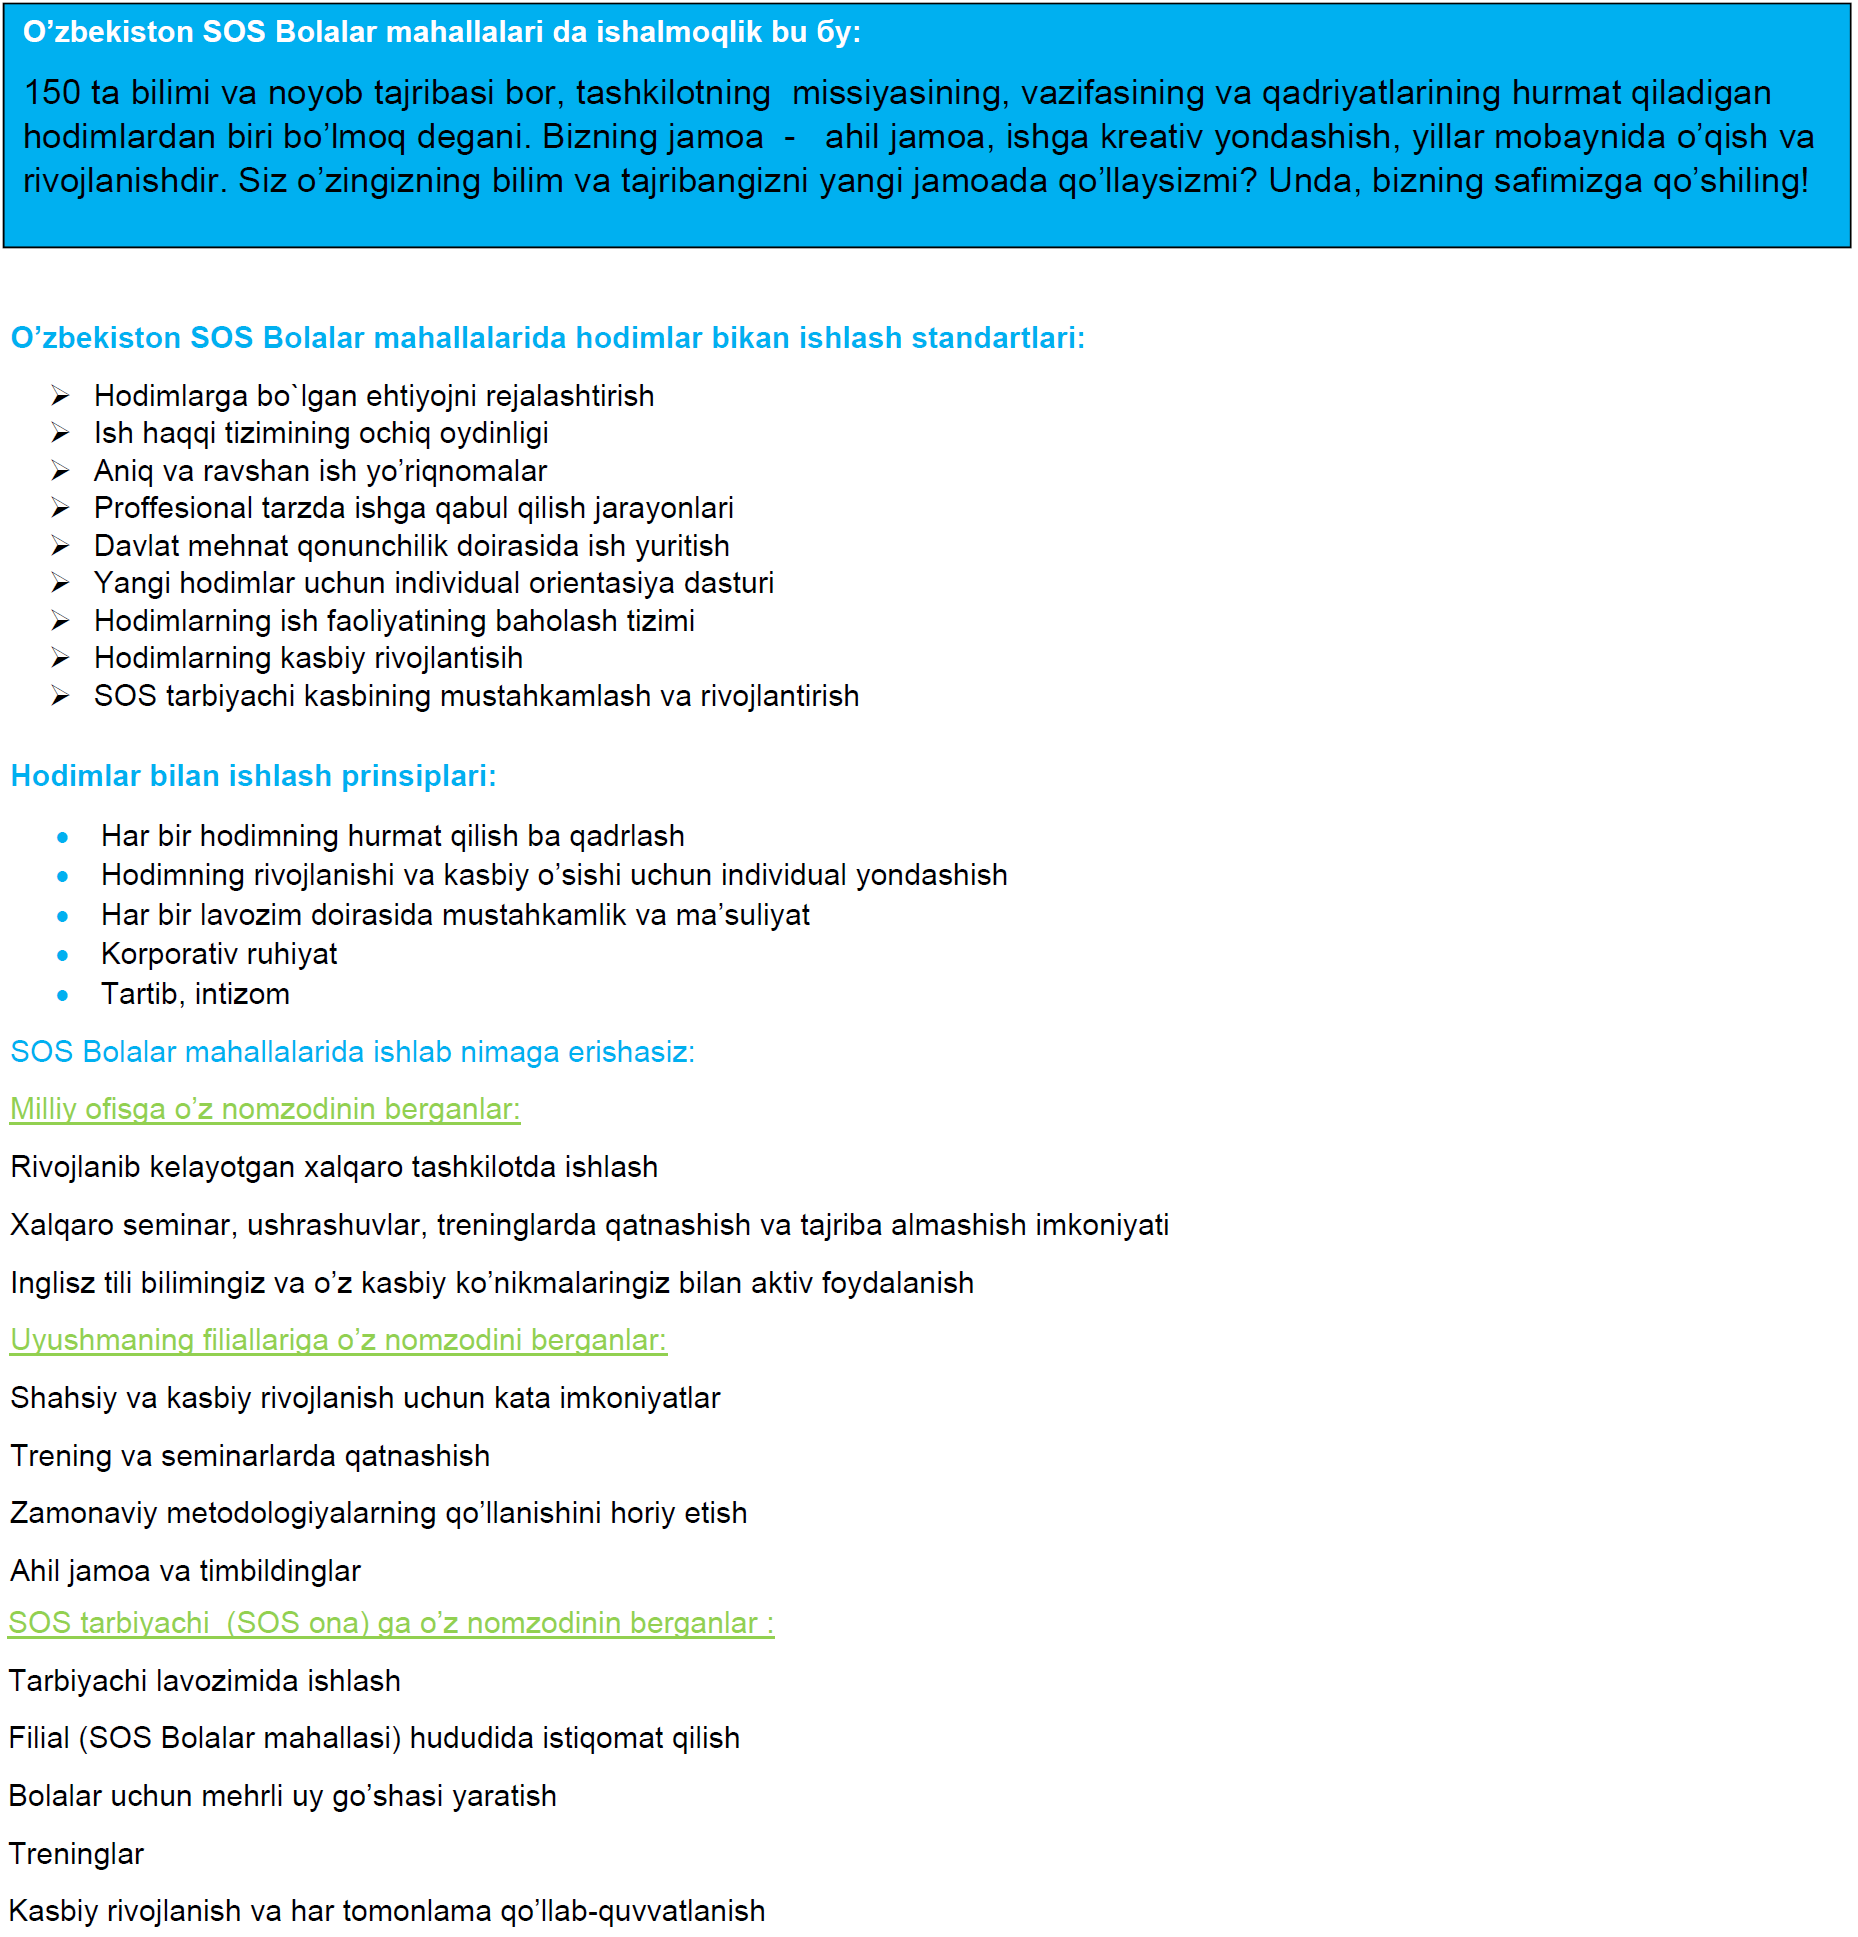 O’zbekiston SOS Bolalar mahallalari da ishalmoqlik bu бу:
150 ta bilimi va noyob tajribasi bor, tashkilotning  missiyasining, vazifasining va qadriyatlarining hurmat qiladigan
hodimlardan biri bo’lmoq degani. Bizning jamoa  -   ahil jamoa, ishga kreativ yondashish, yillar mobaynida o’qish va
rivojlanishdir. Siz o’zingizning bilim va tajribangizni yangi jamoada qo’llaysizmi? Unda, bizning safimizga qo’shiling!
O’zbekiston SOS Bolalar mahallalarida hodimlar bikan ishlash standartlari:
➢ Hodimlarga bo`lgan ehtiyojni rejalashtirish
➢ Ish haqqi tizimining ochiq oydinligi
➢ Aniq va ravshan ish yo’riqnomalar
➢ Proffesional tarzda ishga qabul qilish jarayonlari
➢ Davlat mehnat qonunchilik doirasida ish yuritish
➢ Yangi hodimlar uchun individual orientasiya dasturi
➢ Hodimlarning ish faoliyatining baholash tizimi
➢ Hodimlarning kasbiy rivojlantisih
➢ SOS tarbiyachi kasbining mustahkamlash va rivojlantirish
Hodimlar bilan ishlash prinsiplari:
• Har bir hodimning hurmat qilish ba qadrlash
• Hodimning rivojlanishi va kasbiy o’sishi uchun individual yondashish
• Har bir lavozim doirasida mustahkamlik va ma’suliyat
• Korporativ ruhiyat
• Tartib, intizom
SOS Bolalar mahallalarida ishlab nimaga erishasiz:
Milliy ofisga o’z nomzodinin berganlar:
Rivojlanib kelayotgan xalqaro tashkilotda ishlash
Xalqaro seminar, ushrashuvlar, treninglarda qatnashish va tajriba almashish imkoniyati
Inglisz tili bilimingiz va o’z kasbiy ko’nikmalaringiz bilan aktiv foydalanish
Uyushmaning filiallariga o’z nomzodini berganlar:
Shahsiy va kasbiy rivojlanish uchun kata imkoniyatlar
Trening va seminarlarda qatnashish
Zamonaviy metodologiyalarning qo’llanishini horiy etish
Ahil jamoa va timbildinglar
SOS tarbiyachi  (SOS ona) ga o’z nomzodinin berganlar :
Tarbiyachi lavozimida ishlash
Filial (SOS Bolalar mahallasi) hududida istiqomat qilish
Bolalar uchun mehrli uy go’shasi yaratish
Treninglar
Kasbiy rivojlanish va har tomonlama qo’llab-quvvatlanish